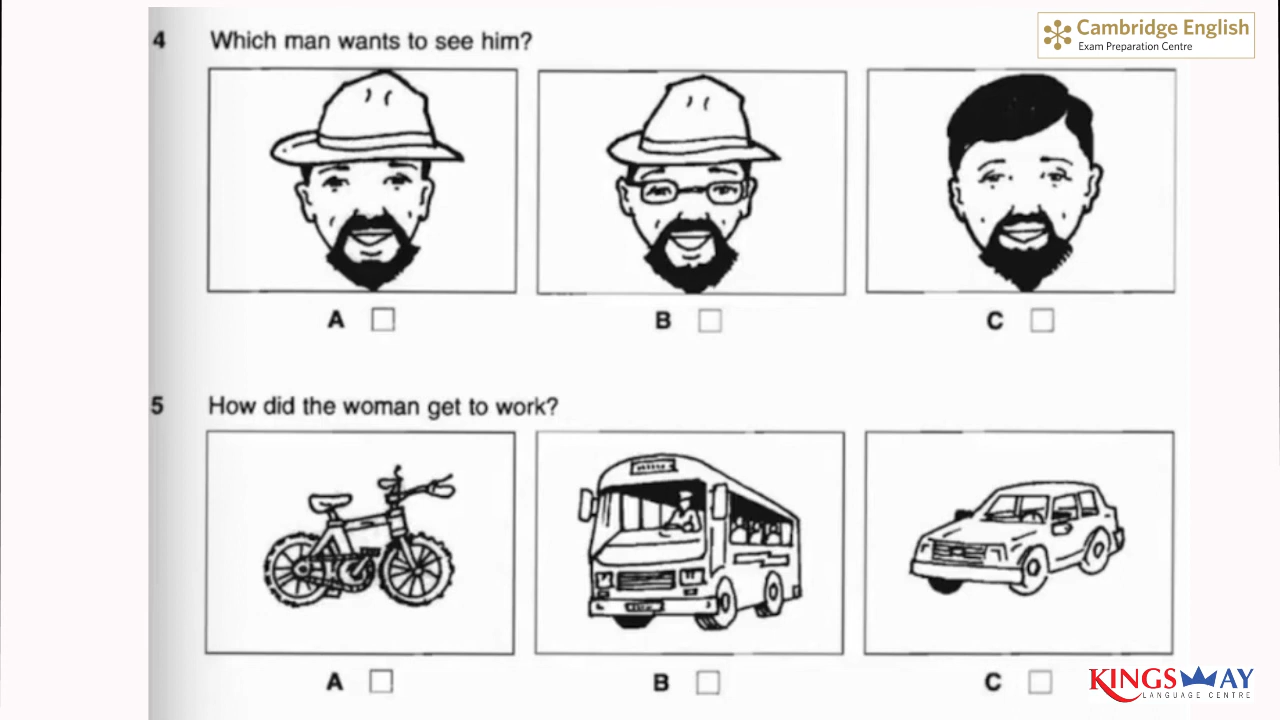 4 Which man wants to see him?
Cambridge English
Exam Preparation Centre
A B C
5 How did the woman get to work?
A B C
KINGSWAY
LANGUAGE CENTRE